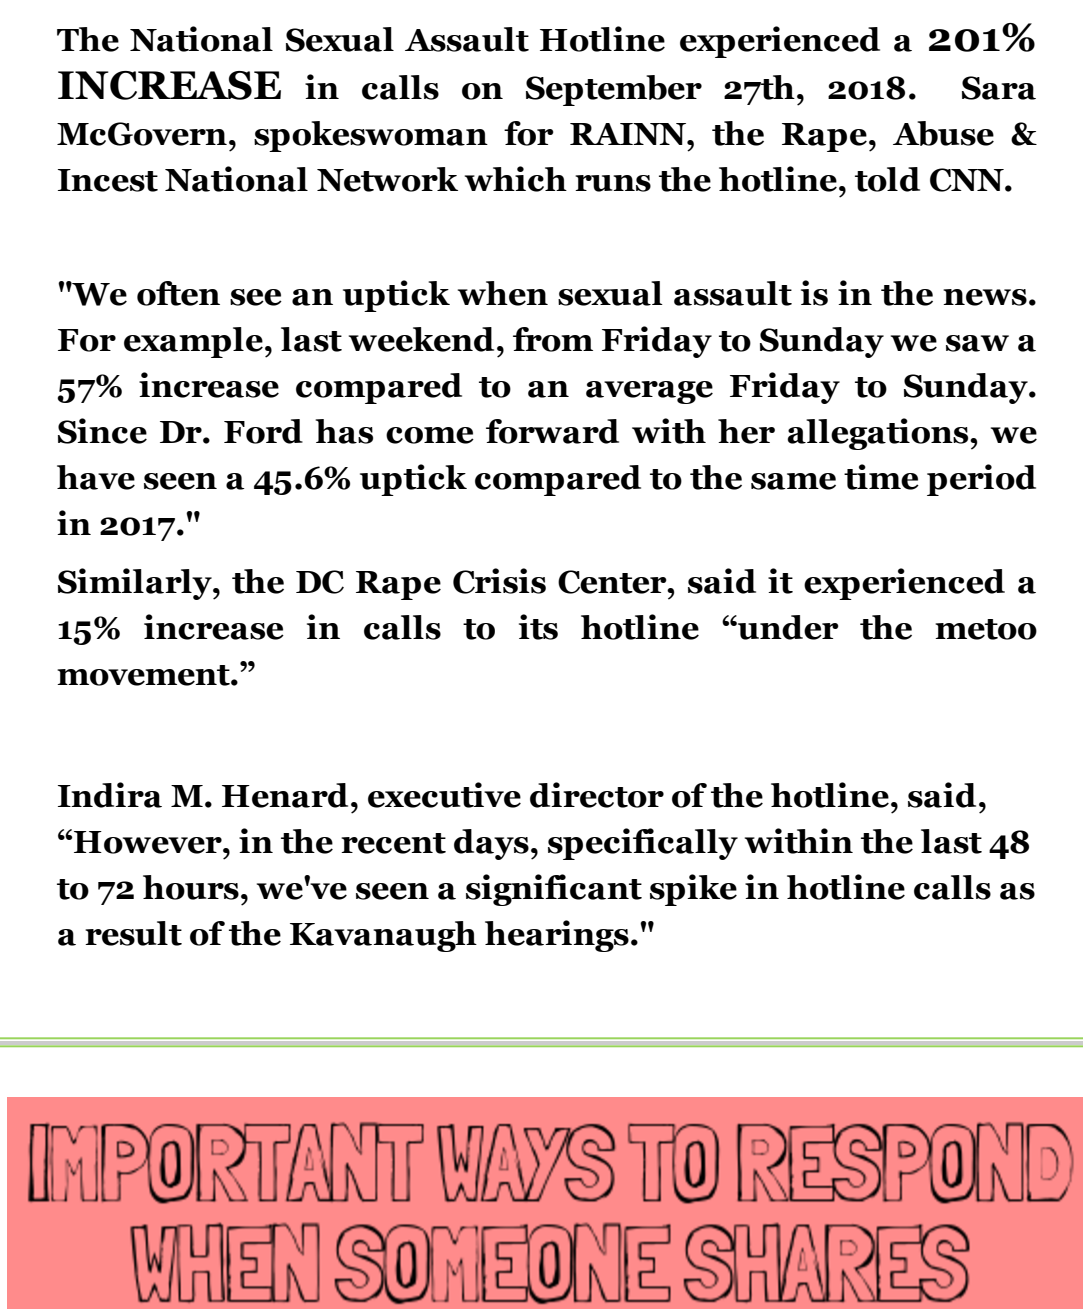 The National Sexual Assault Hotline experienced a 201%
INCREASE in calls on September 27th, 2018. Sara
McGovern, spokeswoman for RAINN, the Rape, Abuse &
Incest National Network which runs the hotline, told CNN.
"We often see an uptick when sexual assault is in the news.
For example, last weekend, from Friday to Sunday we saw a
57% increase compared to an average Friday to Sunday.
Since Dr. Ford has come forward with her allegations, we
have seen a 45.6% uptick compared to the same time period
in 2017."
Similarly, the DC Rape Crisis Center, said it experienced a
15% increase in calls to its hotline “under the metoo
movement.”
Indira M. Henard, executive director of the hotline, said,
“However, in the recent days, specifically within the last 48
to 72 hours, we've seen a significant spike in hotline calls as
a result of the Kavanaugh hearings."
IMPORTANT WAYS TO RESPOND
WHEN SOMEONE SHARES